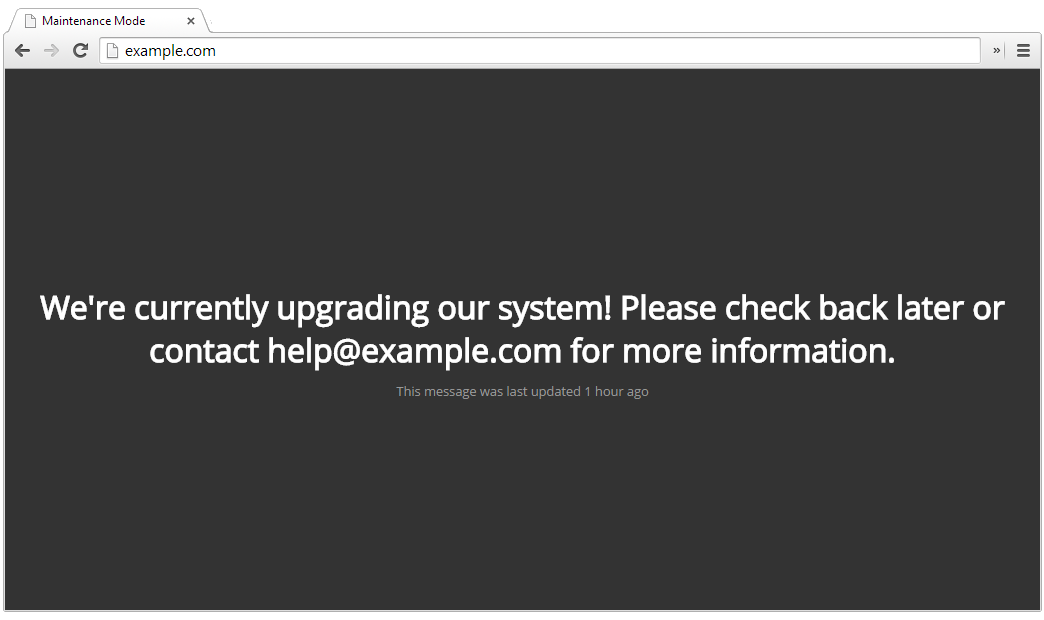 Maintenance Mode
example.com
We're currently upgrading our system! Please check back later or
contact help@example.com for more information.
This message was last updated 1 hour ago